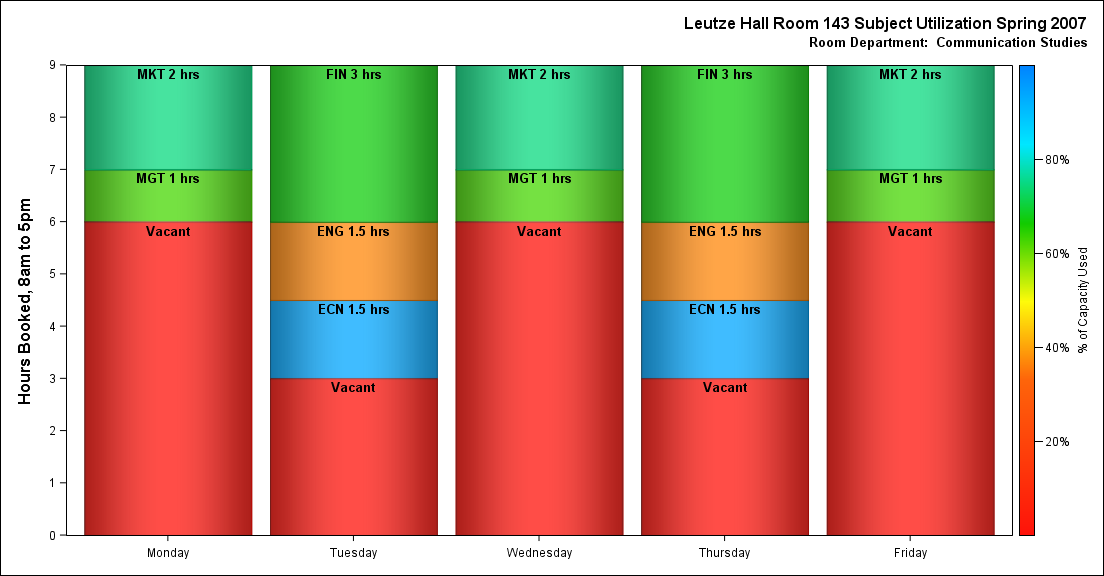 Leutze Hall Room 143 Subject Utilization Spring 2007
Room Department: Communication Studies
Hours Booked, 8am to 5pm
9
8
7
6
5
4
3
2
1
0
MKT 2 hrs
MGT 1 hrs
Vacant
Monday
FIN 3 hrs
ENG 1.5 hrs
ECN 1.5 hrs
Vacant
Tuesday
MKT 2 hrs
MGT 1 hrs
Vacant
Wednesday
FIN 3 hrs
ENG 1.5 hrs
ECN 1.5 hrs
Vacant
Thursday
MKT 2 hrs
MGT 1 hrs
Vacant
Friday
80%
60%
40%
20%
% of Capacity Used